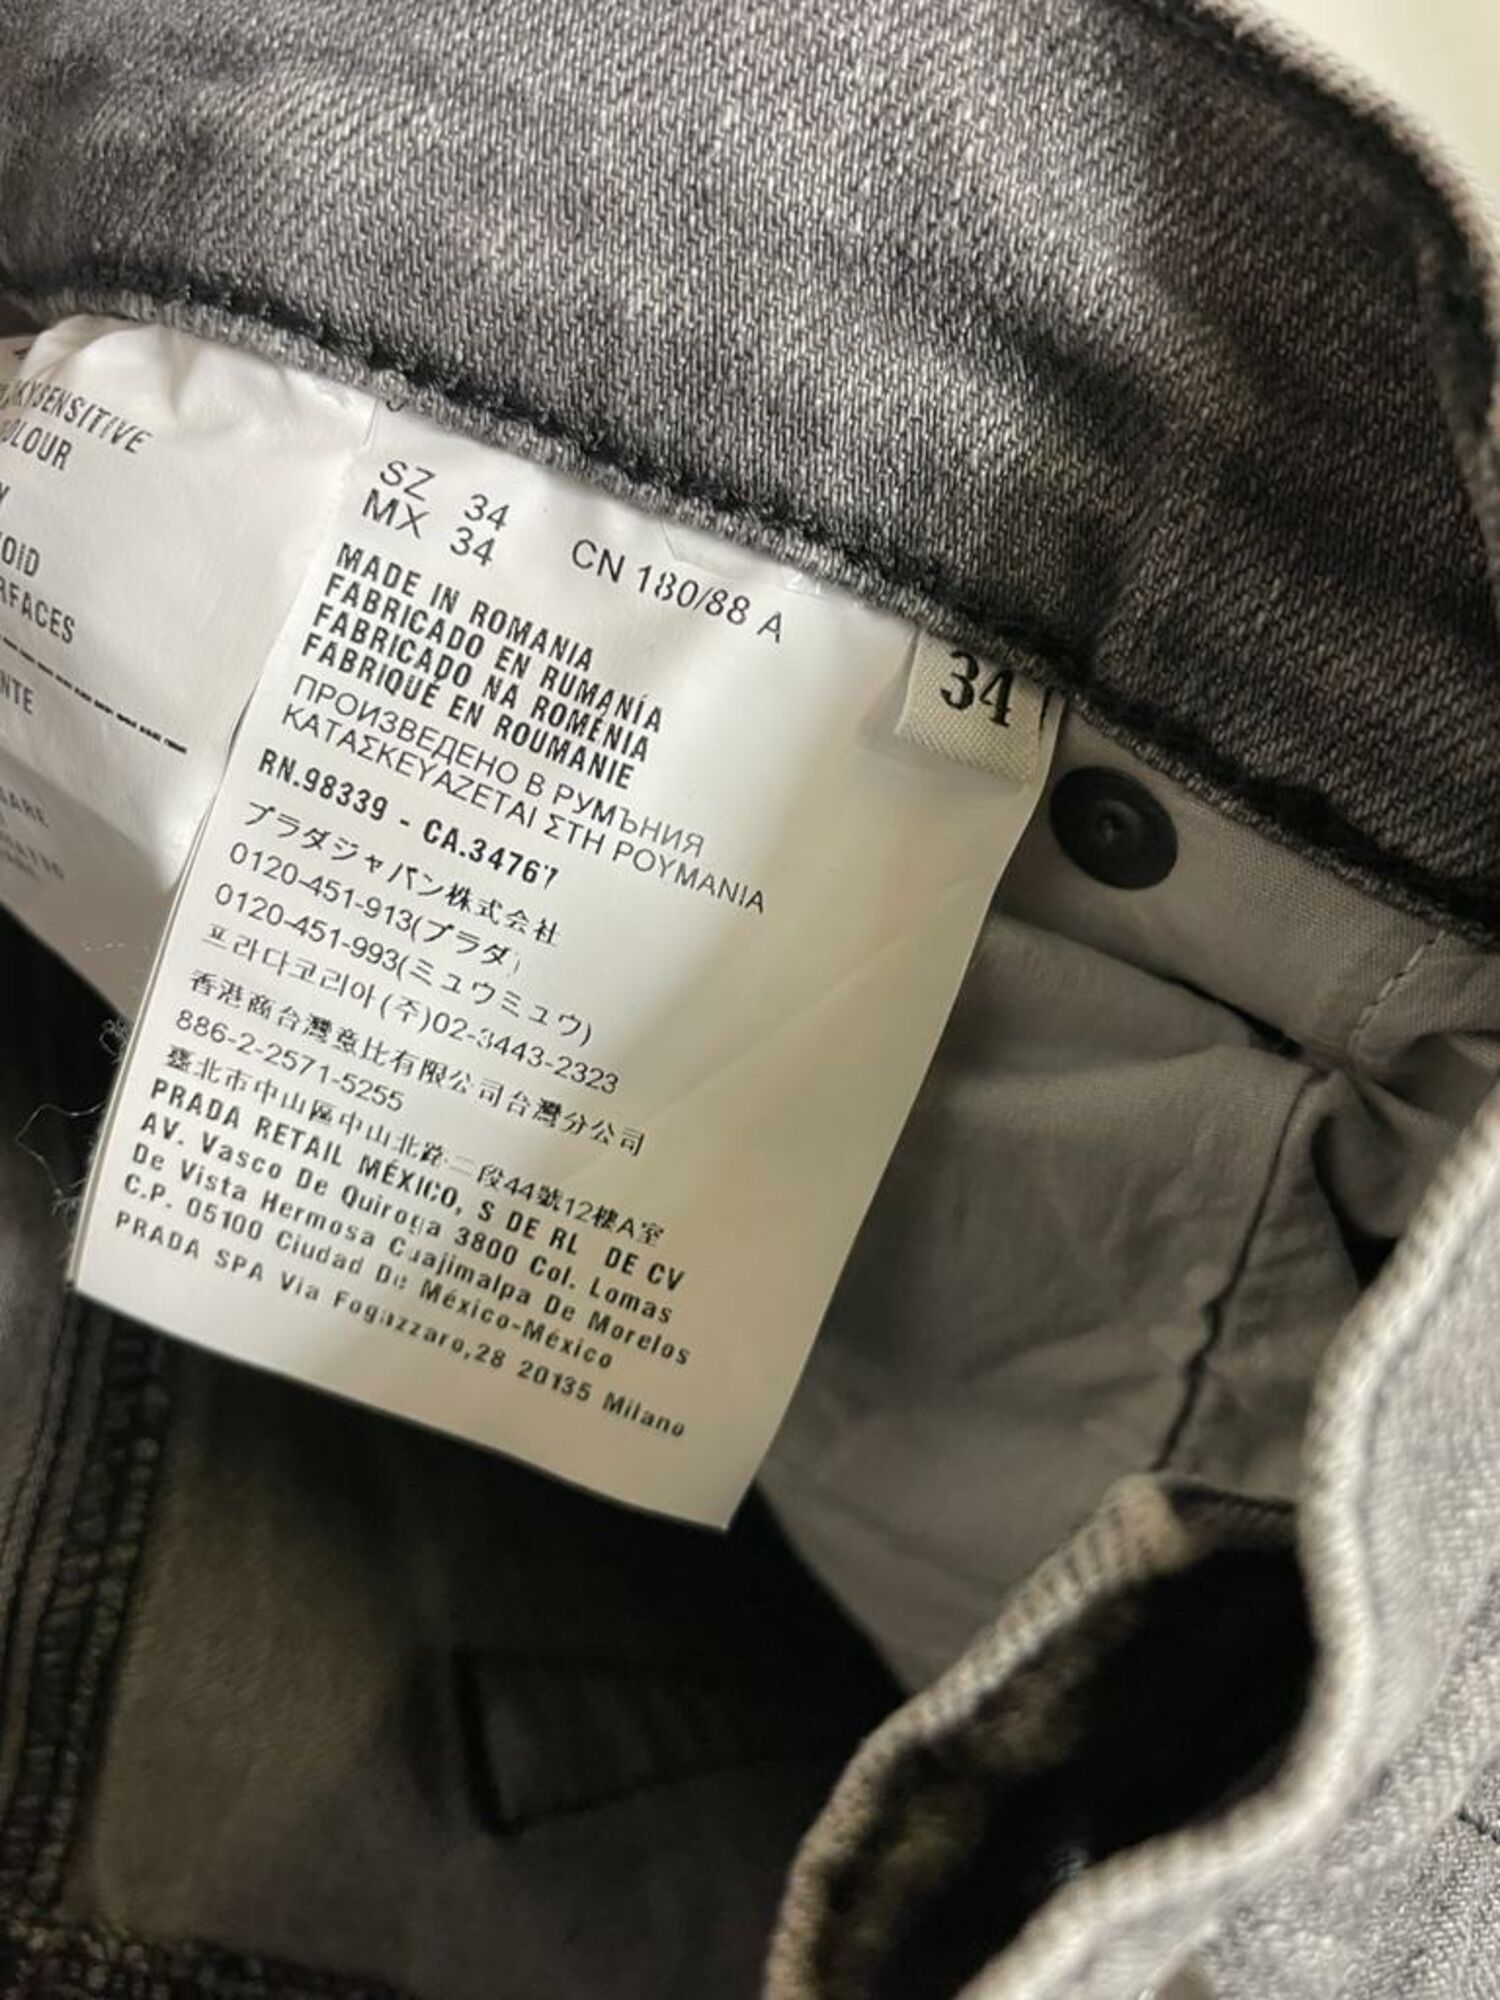 SENSITIVE
OLOUR
OID
RFACES
NTE
SZ 34
MX 34
CN 180/88 A
34
MADE IN ROMANIA
FABRICADO EN RUMANÍA
FABRICADO NA ROMÉNIA
FABRIQUÉ EN ROUMANIE
ПРОИЗВЕДЕНО В РУМЪНИЯ
ΚΑΤΑΣΚΕΥΑΖΕΤΑΙ ΣΤΗ ΡΟΥΜΑΝΙΑ
RN.98339 - CA.34767
プラダジャパン株式会社
0120-451-913(プラダ)
0120-451-993(ミュウミュウ)
프라다코리아(주)02-3443-2323
香港商台灣意比有限公司台灣分公司
886-2-2571-5255
臺北市中山區中山北路二段44號12樓A室
PRADA RETAIL MÉXICO, S DE RL DE CV
AV. Vasco De Quiroga 3800 Col. Lomas
De Vista Hermosa Cuajimalpa De Morelos
C.P. 05100 Ciudad De México-México
PRADA SPA Via Fogazzaro,28 20135 Milano